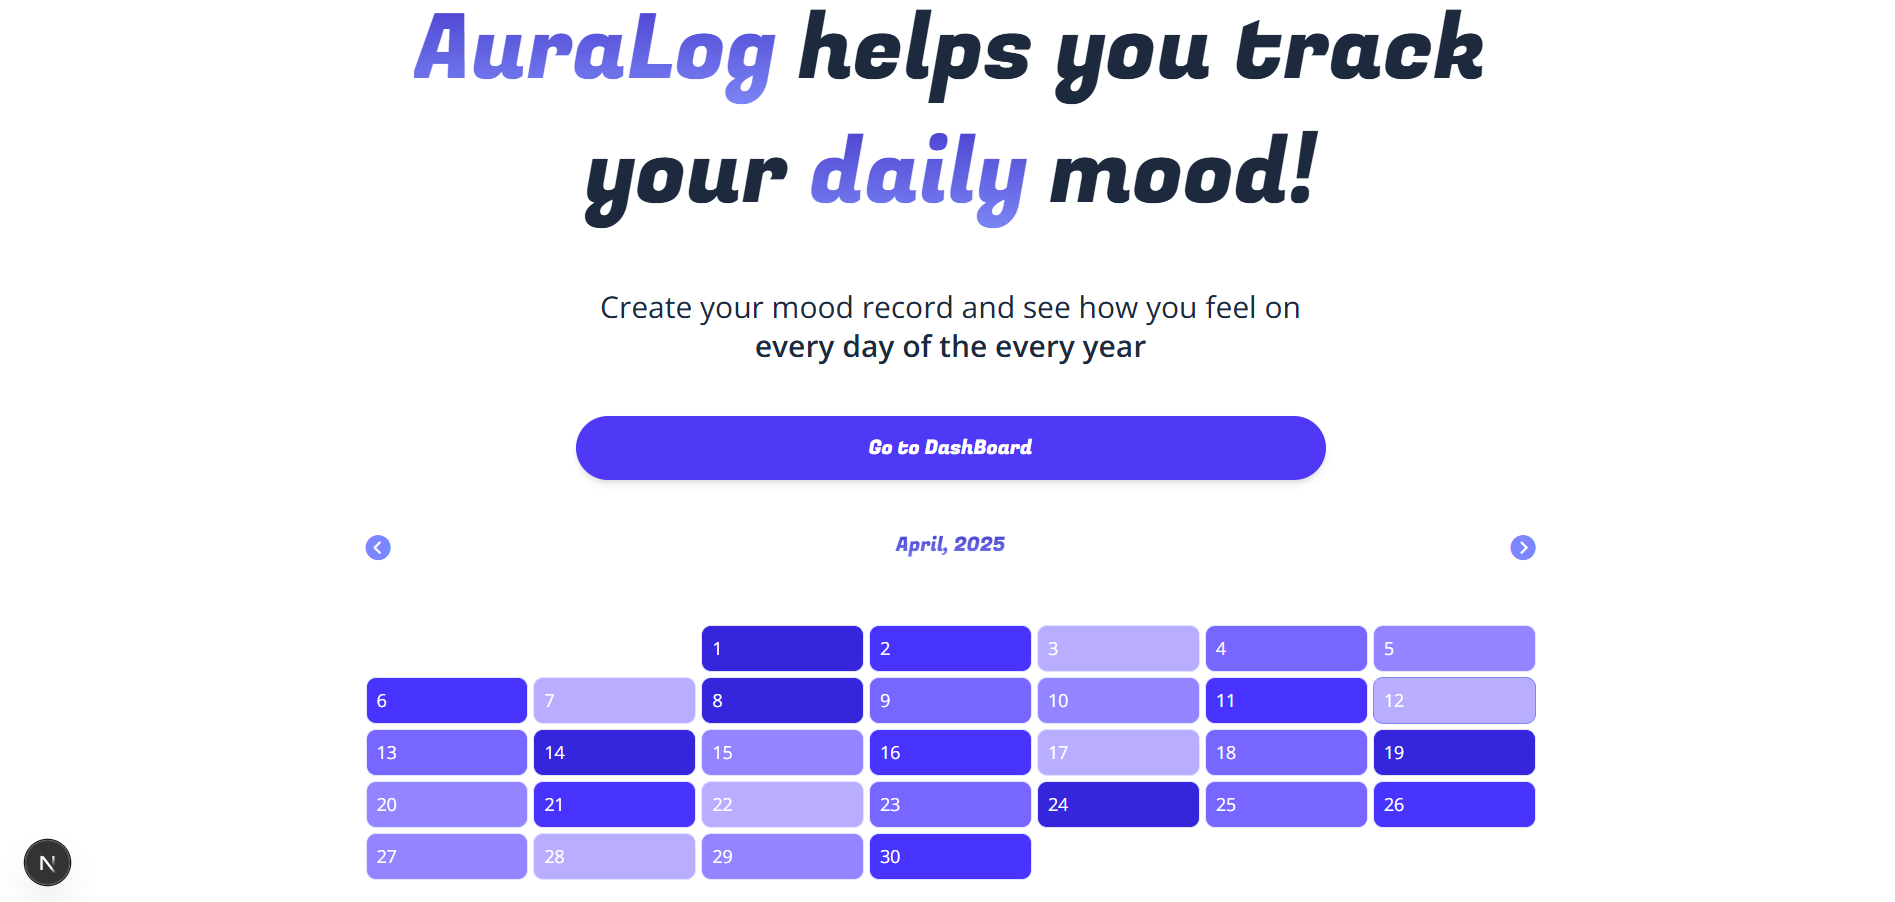 AuraLog helps you track
your daily mood!
Create your mood record and see how you feel on
every day of the every year
Go to DashBoard
April, 2025
1 2 3 4 5
6 7 8 9 10 11 12
13 14 15 16 17 18 19
20 21 22 23 24 25 26
27 28 29 30
N